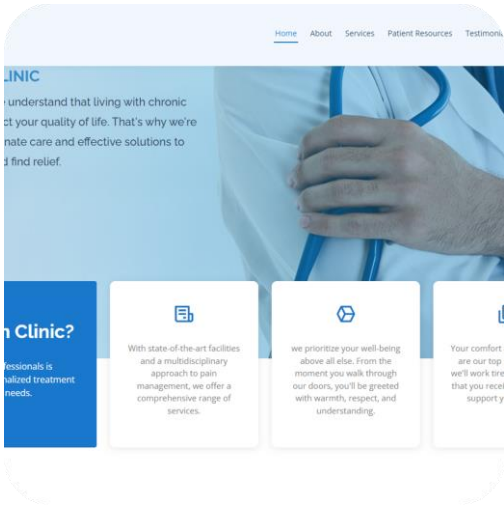 Home About Services Patient Resources
LINIC
understand that living with chronic
ct your quality of life. That's why we're
nate care and effective solutions to
d find relief.
n Clinic?
fessionals is
nalized treatment
needs.
With state-of-the-art facilities
and a multidisciplinary
approach to pain
management, we offer a
comprehensive range of
services.
we prioritize your well-being
above all else. From the
moment you walk through
our doors, you'll be greeted
with warmth, respect, and
understanding.
Your comfort
are our top
we'll work tire
that you recei
support y